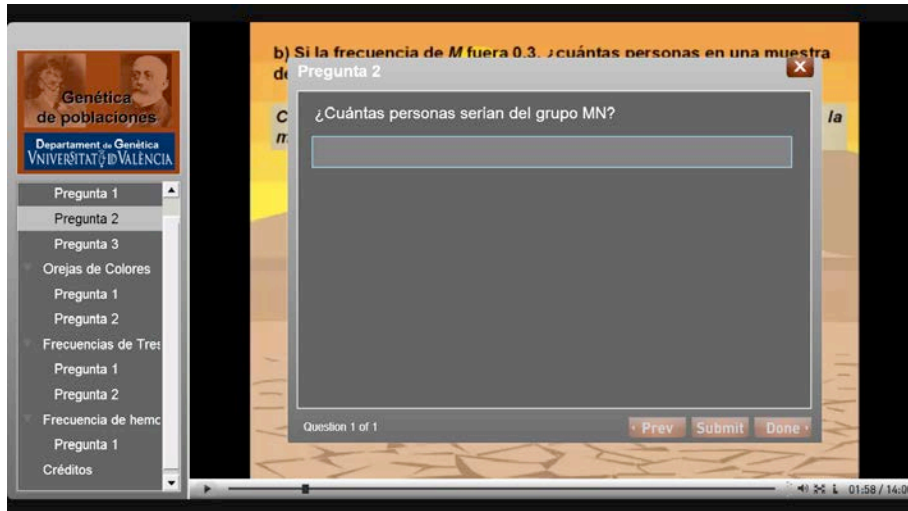 Genética
de poblaciones
Departament de Genètica
VNIVERSITAT ID VALÈNCIA
Pregunta 1
Pregunta 2
Pregunta 3
Orejas de Colores
Pregunta 1
Pregunta 2
Frecuencias de Tres
Pregunta 1
Pregunta 2
Frecuencia de hemo
Pregunta 1
Créditos
b) Si la frecuencia de M fuera 0.3, ¿cuántas personas en una muestra
de
C la
m
Pregunta 2
¿Cuántas personas serían del grupo MN?
Question 1 of 1
Prev Submit Done
01:58 / 14:0